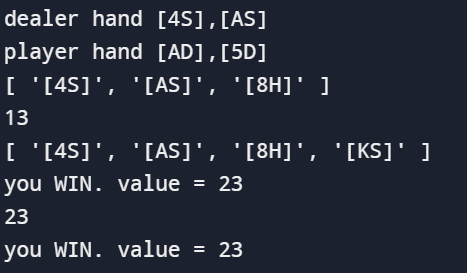 dealer hand [4S],[AS]
player hand [AD],[5D]
[ '[4S]', '[AS]', '[8H]' ]
13
[ '[4S]', '[AS]', '[8H]', '[KS]' ]
you WIN. value = 23
23
you WIN. value = 23